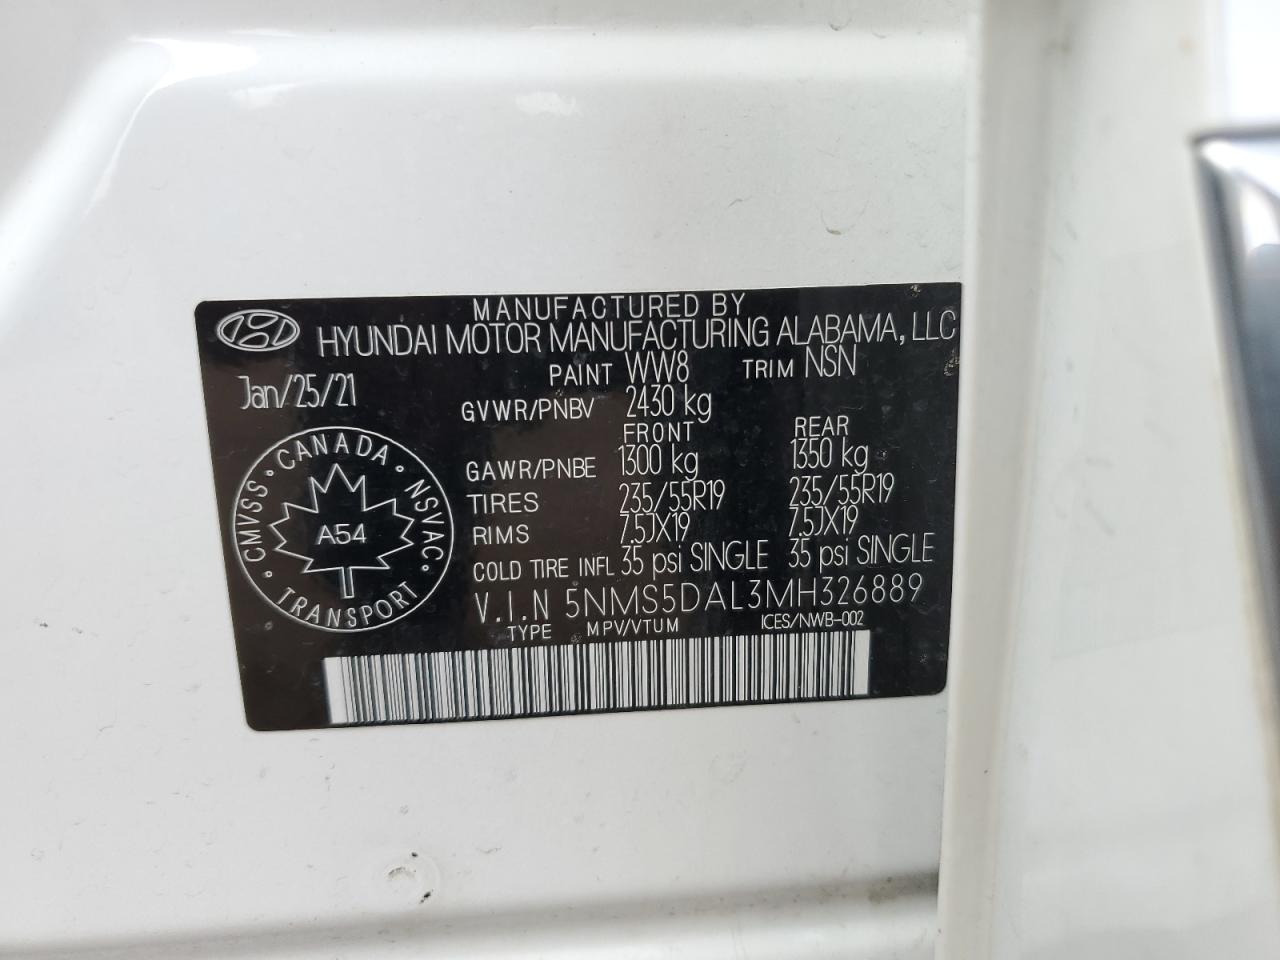 MANUFACTURED BY
HYUNDAI MOTOR MANUFACTURING ALABAMA, LLC
Jan/25/21
PAINT WW8 TRIM NSN
GVWR/PNBV 2430 kg
FRONT REAR
GAWR/PNBE 1300 kg 1350 kg
TIRES 235/55R19 235/55R19
RIMS 7.5JX19 7.5JX19
COLD TIRE INFL 35 psi SINGLE 35 psi SINGLE
V.I.N 5NMS5DAL3MH326889
TYPE MPV/VTUM ICES/NWB-002
CMVSS • CANADA • NSVAC •
A54
TRANSPORT